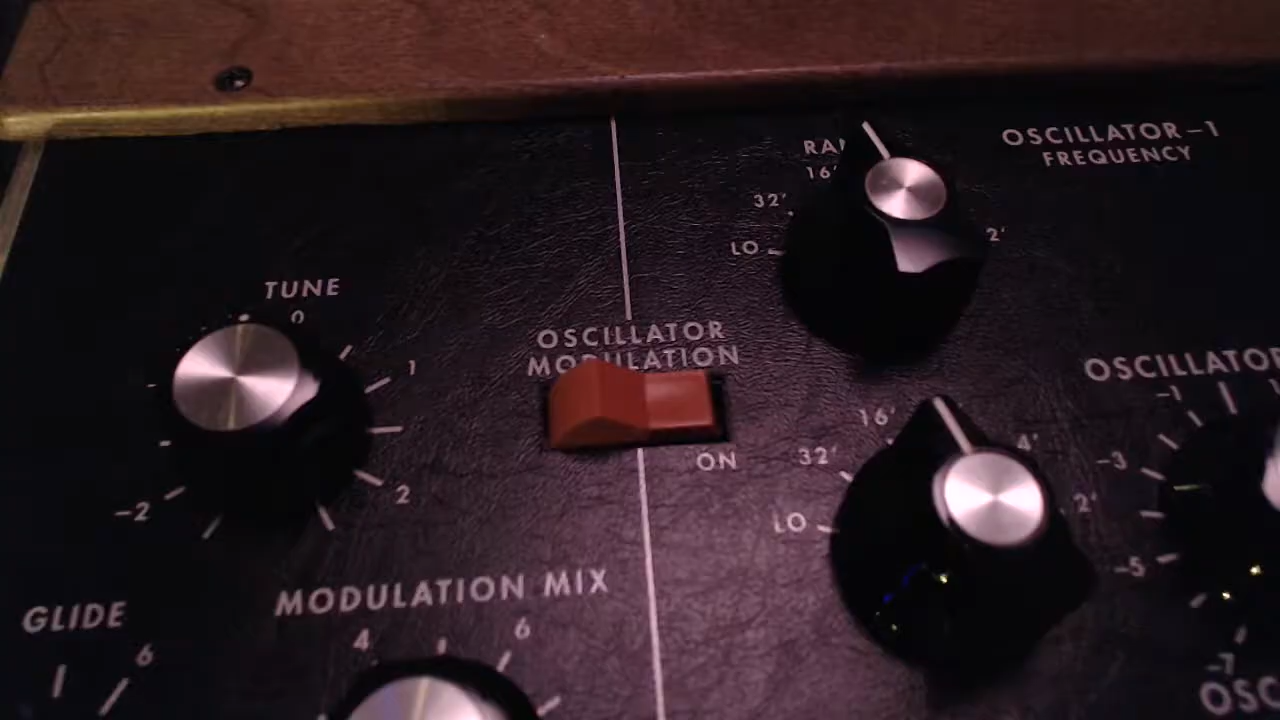 OSCILLATOR-1
FREQUENCY
16'
32'
LO
2'
TUNE
0
1
2
-2
OSCILLATOR
MODULATION
ON
16'
32'
LO
4'
2'
OSCILLATOR
-1
-3
-5
-7
MODULATION MIX
4
6
GLIDE
6